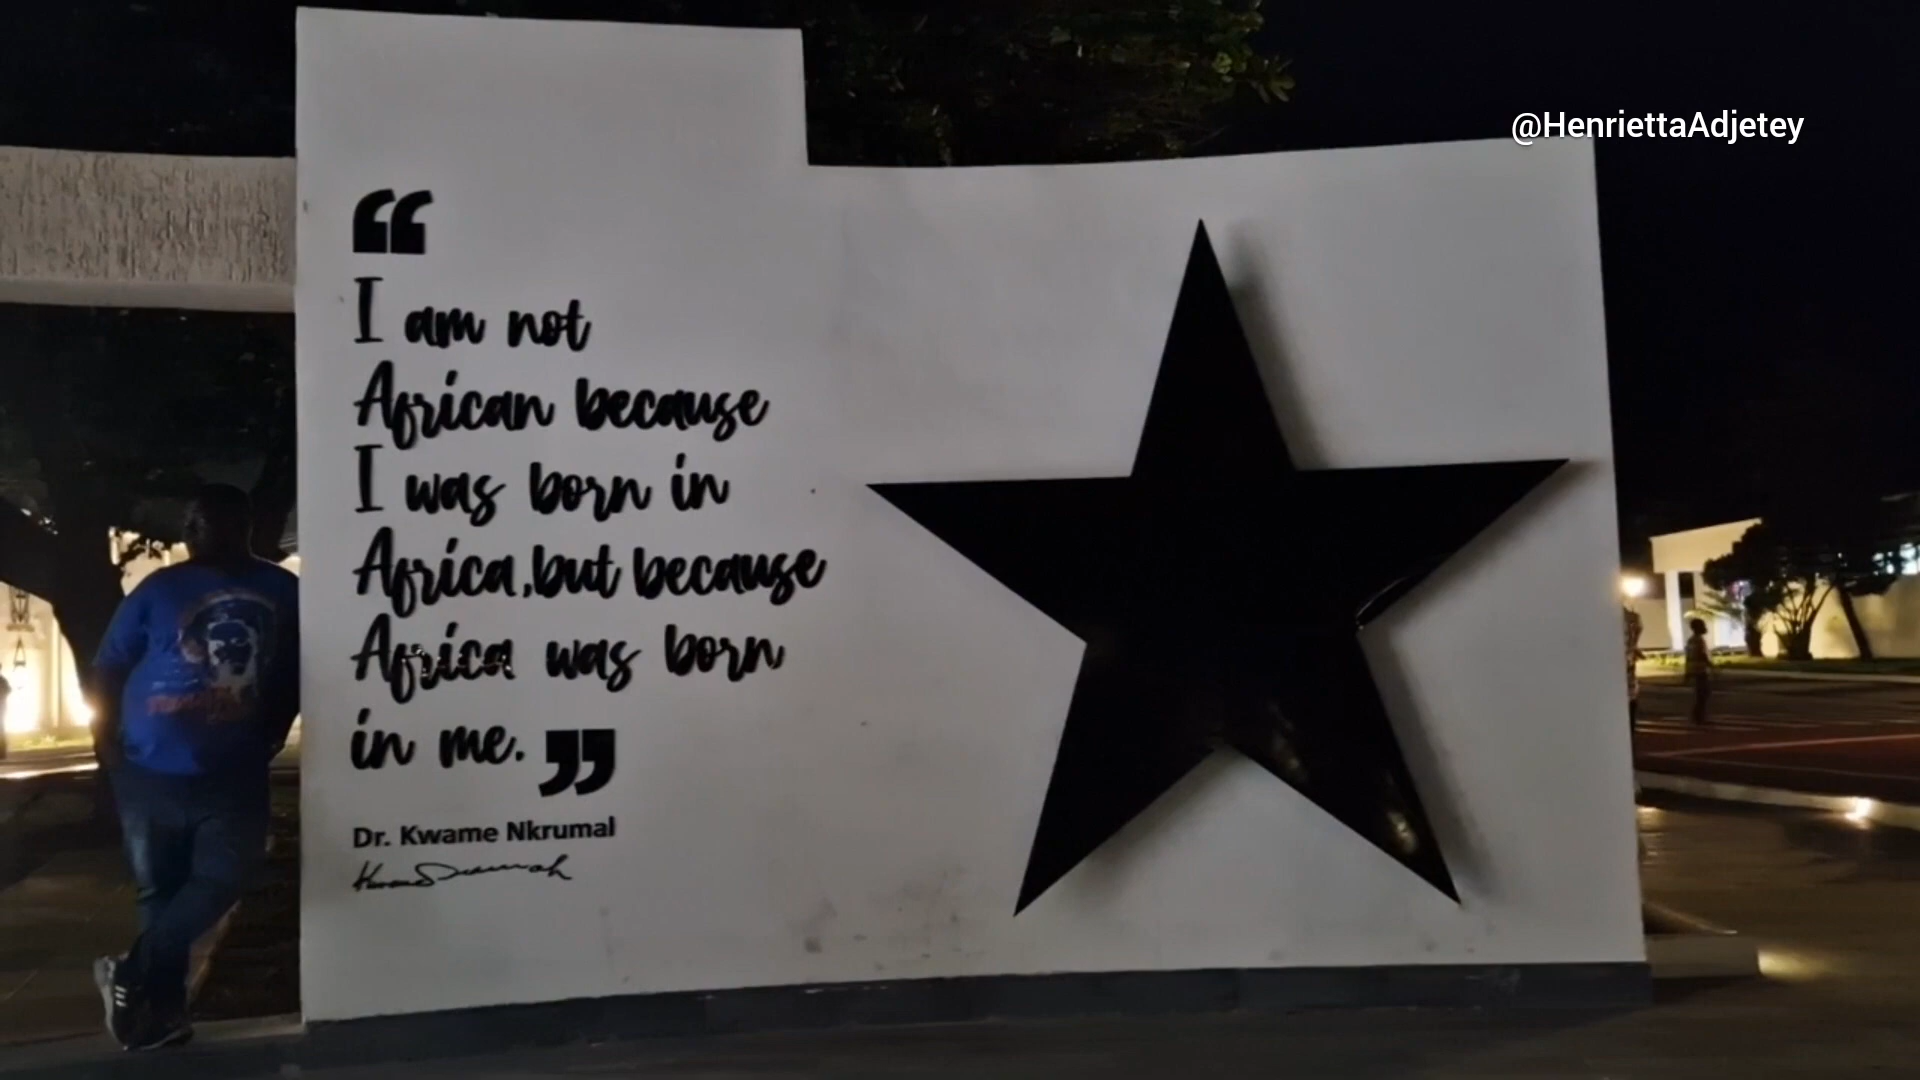 @HenriettaAdjetey
“
I am not
African because
I was born in
Africa, but because
Africa was born
in me. ”
Dr. Kwame Nkrumal